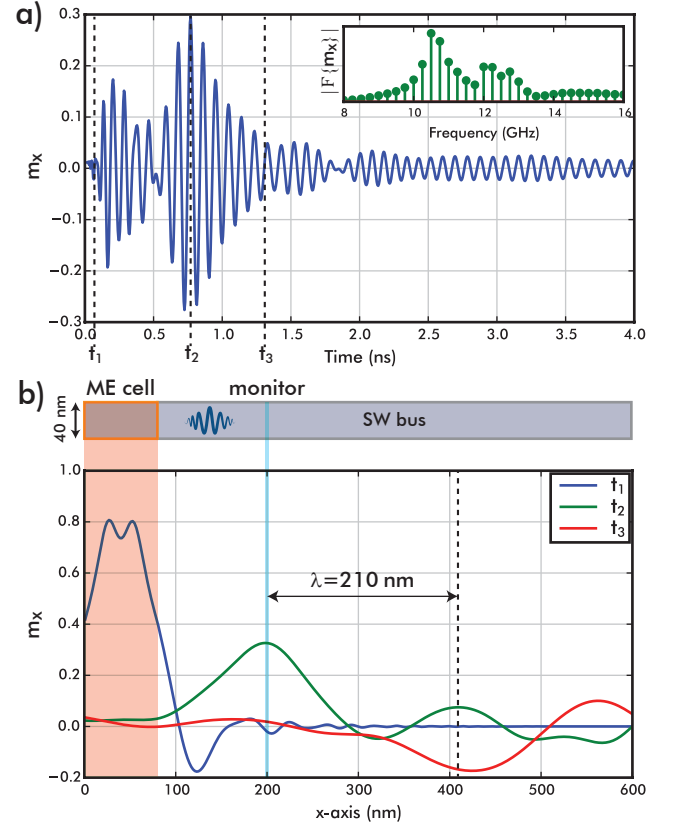 a)
0.3
0.2
0.1
0.0
−0.1
−0.2
−0.3
mx
|F{mx}|
8 10 12 14 16
Frequency (GHz)
0.0 0.5 1.0 1.5 2.0 2.5 3.0 3.5 4.0
t1 t2 t3 Time (ns)
b)
ME cell monitor
40 nm
SW bus
1.0
0.8
0.6
0.4
0.2
0.0
−0.2
mx
t1
t2
t3
λ=210 nm
0 100 200 300 400 500 600
x-axis (nm)